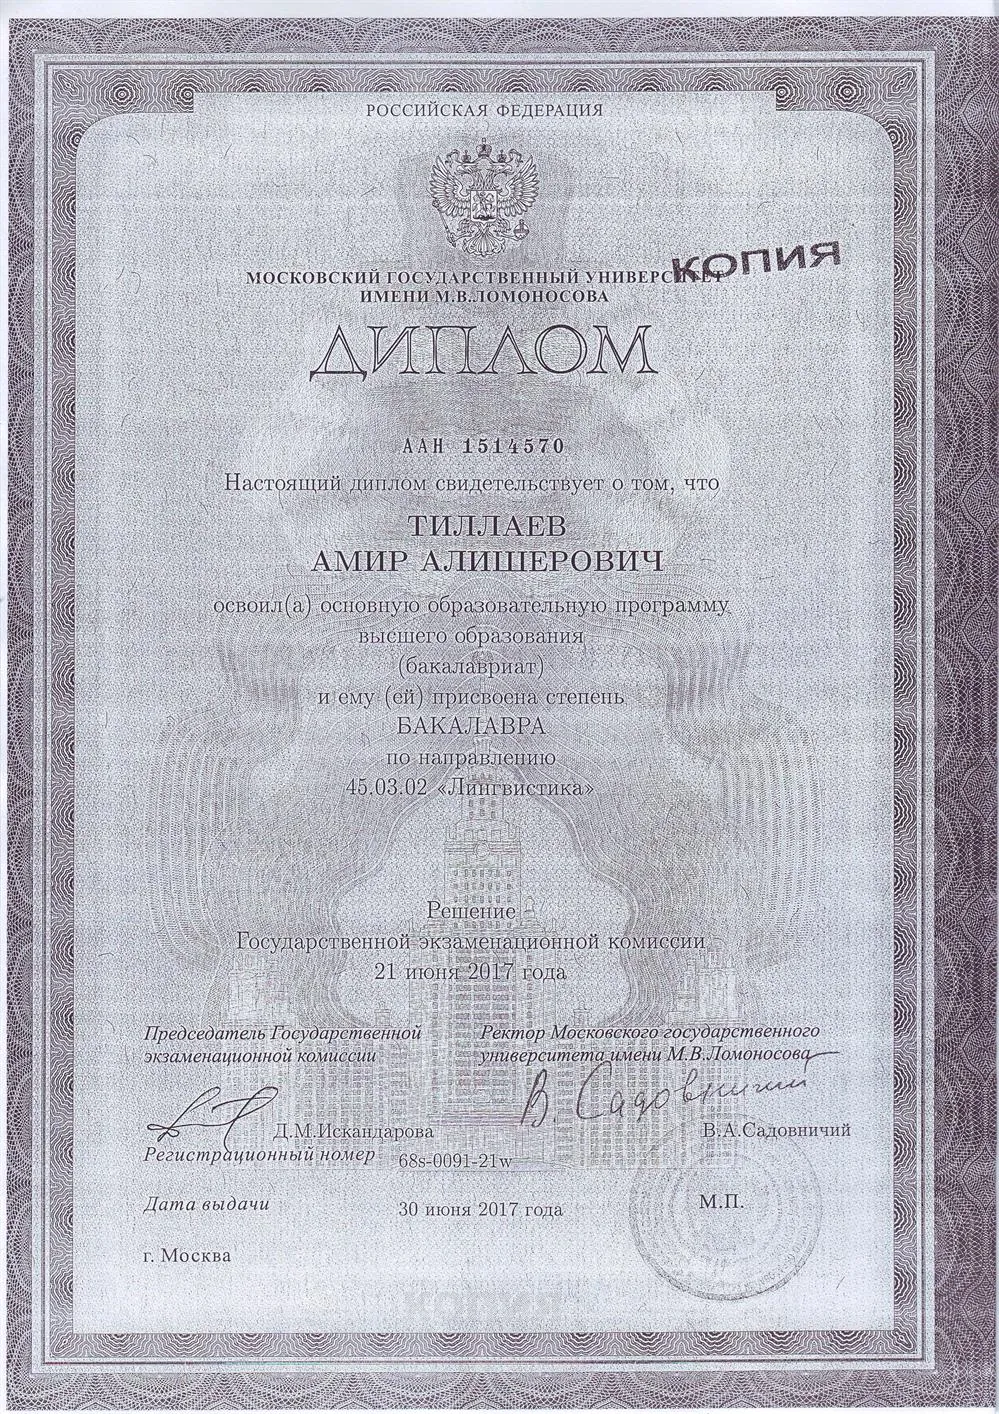 РОССИЙСКАЯ ФЕДЕРАЦИЯ
КОПИЯ
МОСКОВСКИЙ ГОСУДАРСТВЕННЫЙ УНИВЕРСИТЕТ
ИМЕНИ М.В.ЛОМОНОСОВА
ДИПЛОМ
ААН 1514570
Настоящий диплом свидетельствует о том, что
ТИЛЛАЕВ
АМИР АЛИШЕРОВИЧ
освоил(а) основную образовательную программу
высшего образования
(бакалавриат)
и ему (ей) присвоена степень
БАКАЛАВРА
по направлению
45.03.02 «Лингвистика»
Решение
Государственной экзаменационной комиссии
21 июня 2017 года
Председатель Государственной
экзаменационной комиссии
Ректор Московского государственного
университета имени М.В.Ломоносова
В. Садовничий
Д.М.Искандарова
В.А.Садовничий
Регистрационный номер 68s-0091-21w
Дата выдачи 30 июня 2017 года
М.П.
г. Москва